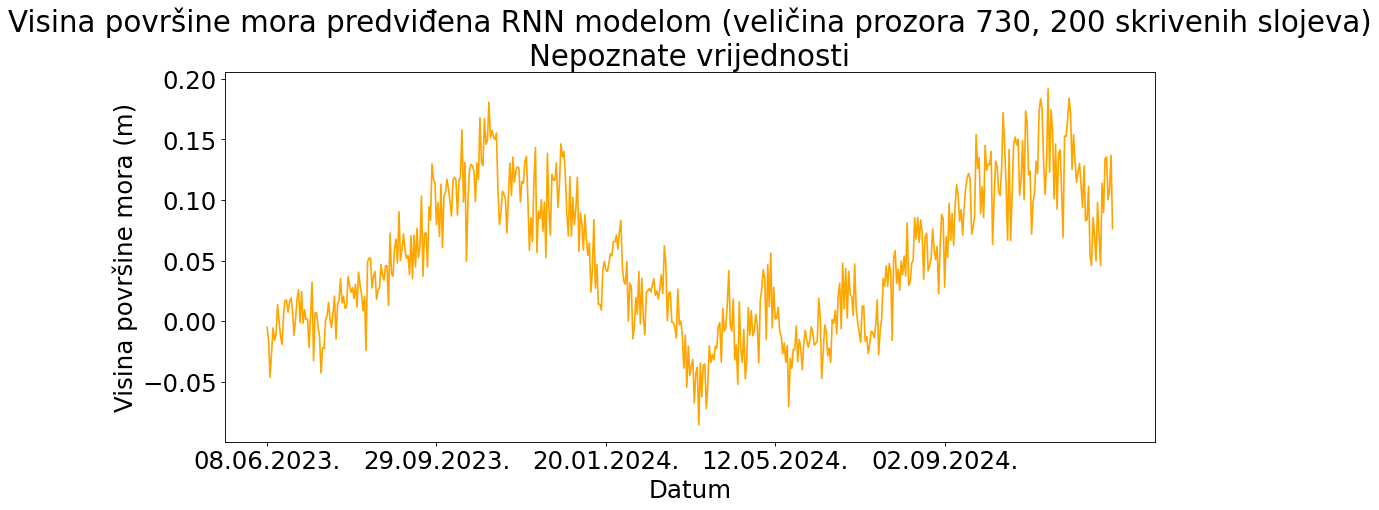 Visina površine mora predviđena RNN modelom (veličina prozora 730, 200 skrivenih slojeva)
Nepoznate vrijednosti
Visina površine mora (m)
0.20
0.15
0.10
0.05
0.00
−0.05
08.06.2023. 29.09.2023. 20.01.2024. 12.05.2024. 02.09.2024.
Datum